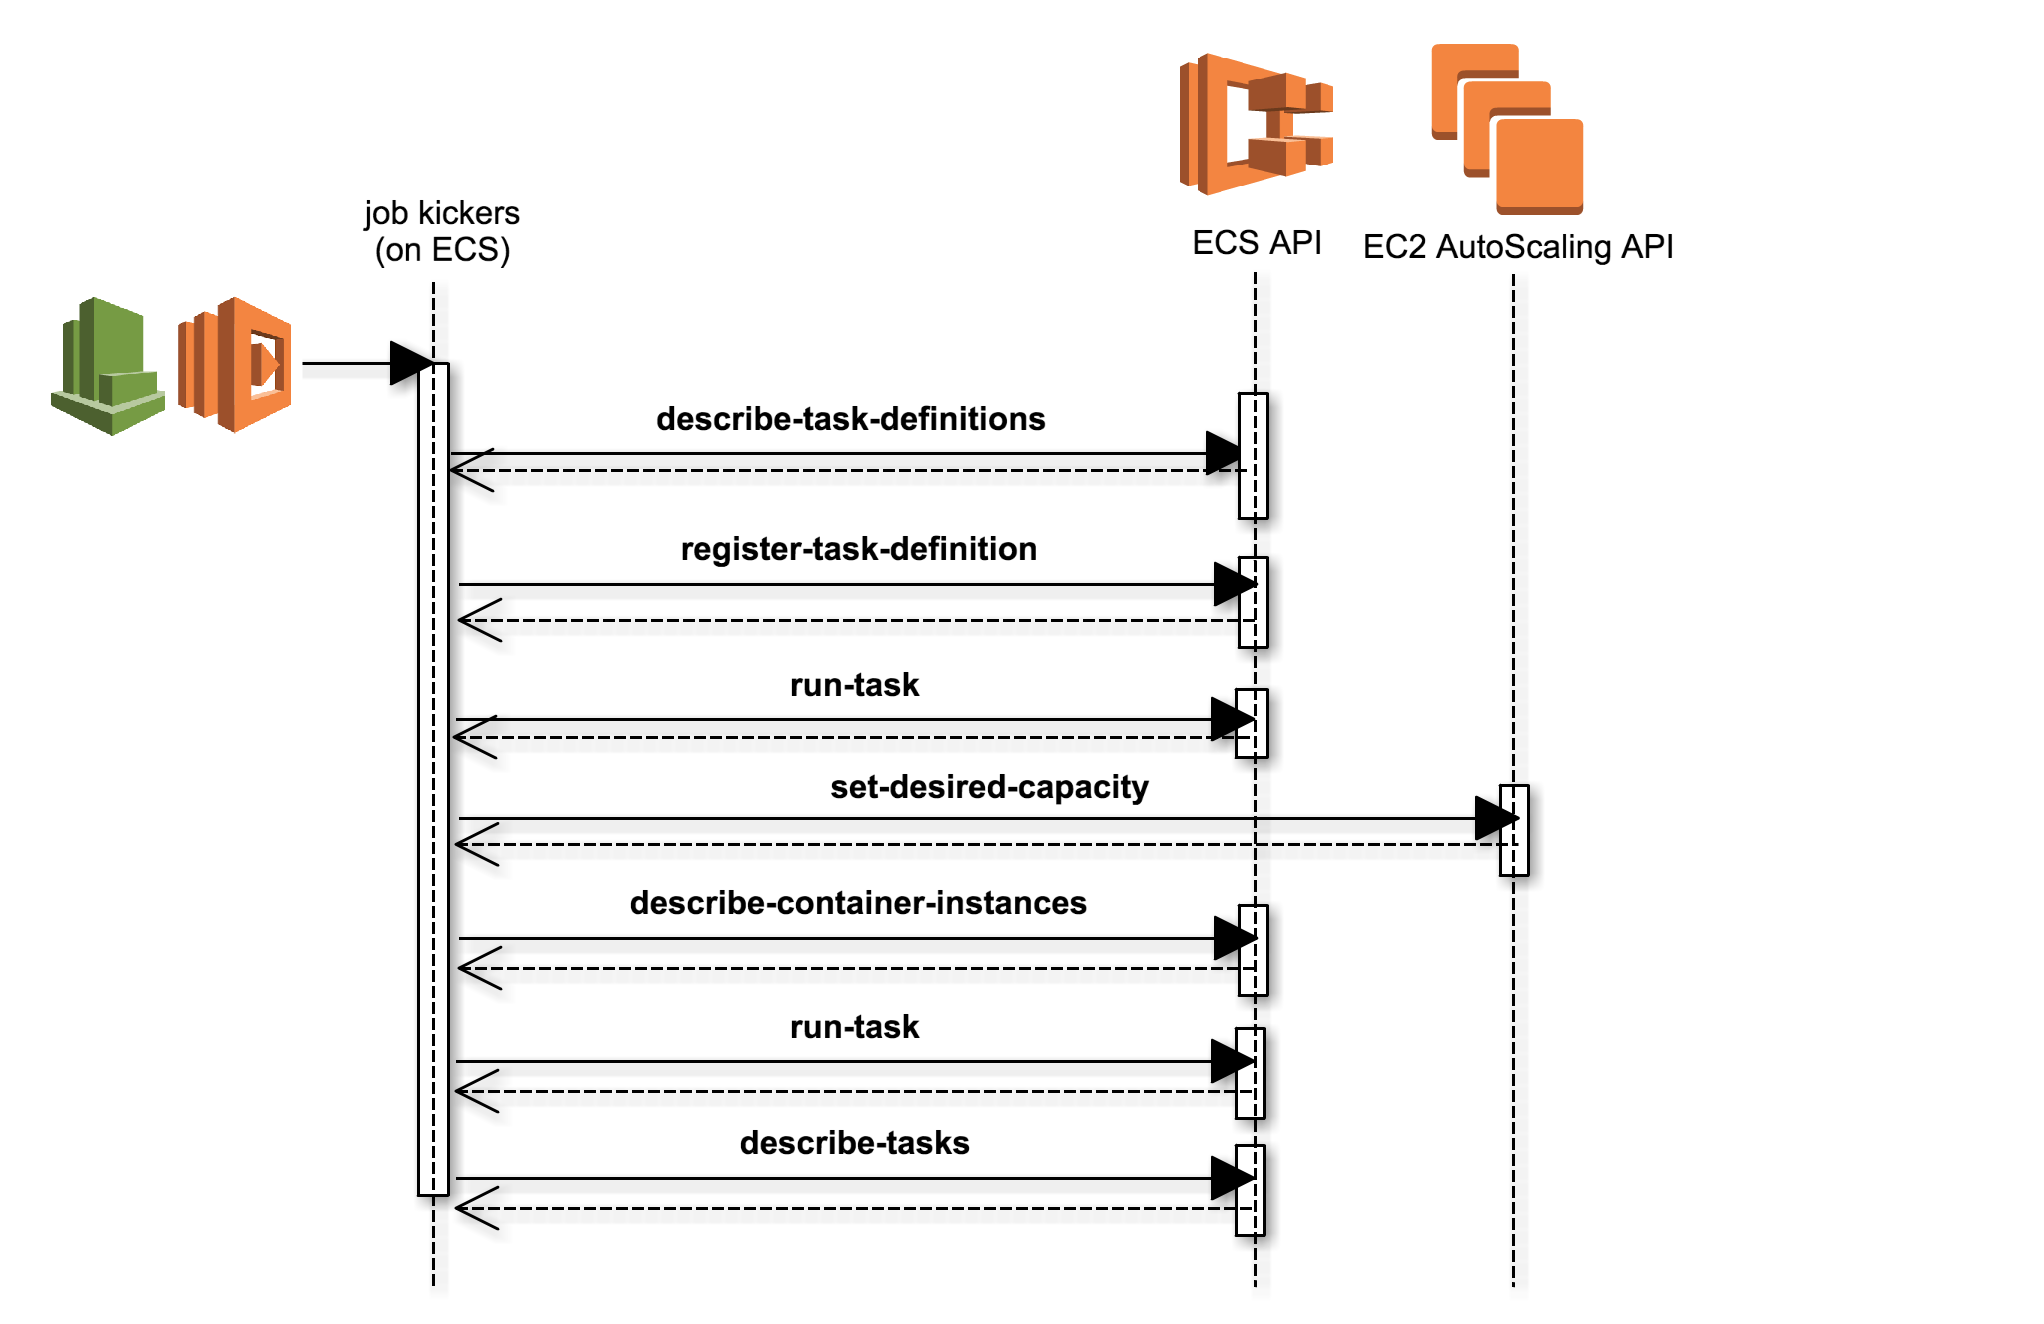 job kickers
(on ECS)
ECS API
EC2 AutoScaling API
describe-task-definitions
register-task-definition
run-task
set-desired-capacity
describe-container-instances
run-task
describe-tasks